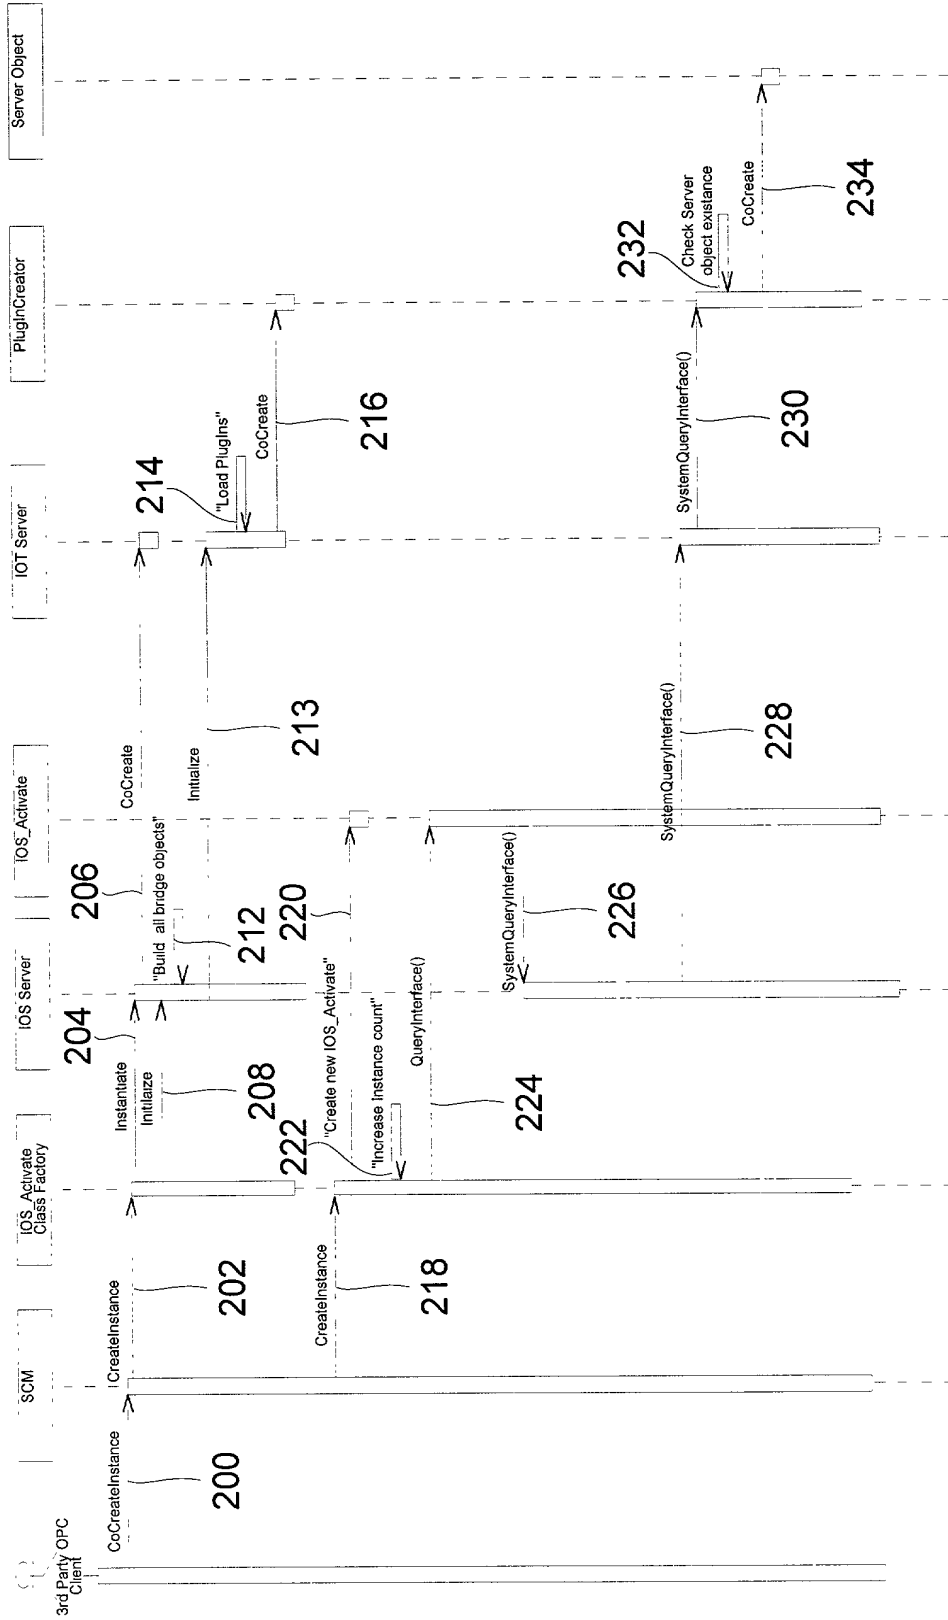 3rd Party OPC
Client
SCM
IOS_Activate
Class Factory
IOS Server
IOS_Activate
IOT Server
PlugInCreator
Server Object
CoCreateInstance
200
ICreateInstance
202
Instantiate
204
CoCreate
206
Initilaize
208
"Build all bridge objects"
212
Initialize
213
"Load PlugIns"
214
CoCreate
216
CreateInstance
218
"Create new IOS_Activate"
220
"Increase Instance count"
222
QueryInterface()
224
SystemQueryInterface()
226
SystemQueryInterface()
228
SystemQueryInterface()
230
Check Server
object existance
232
CoCreate
234